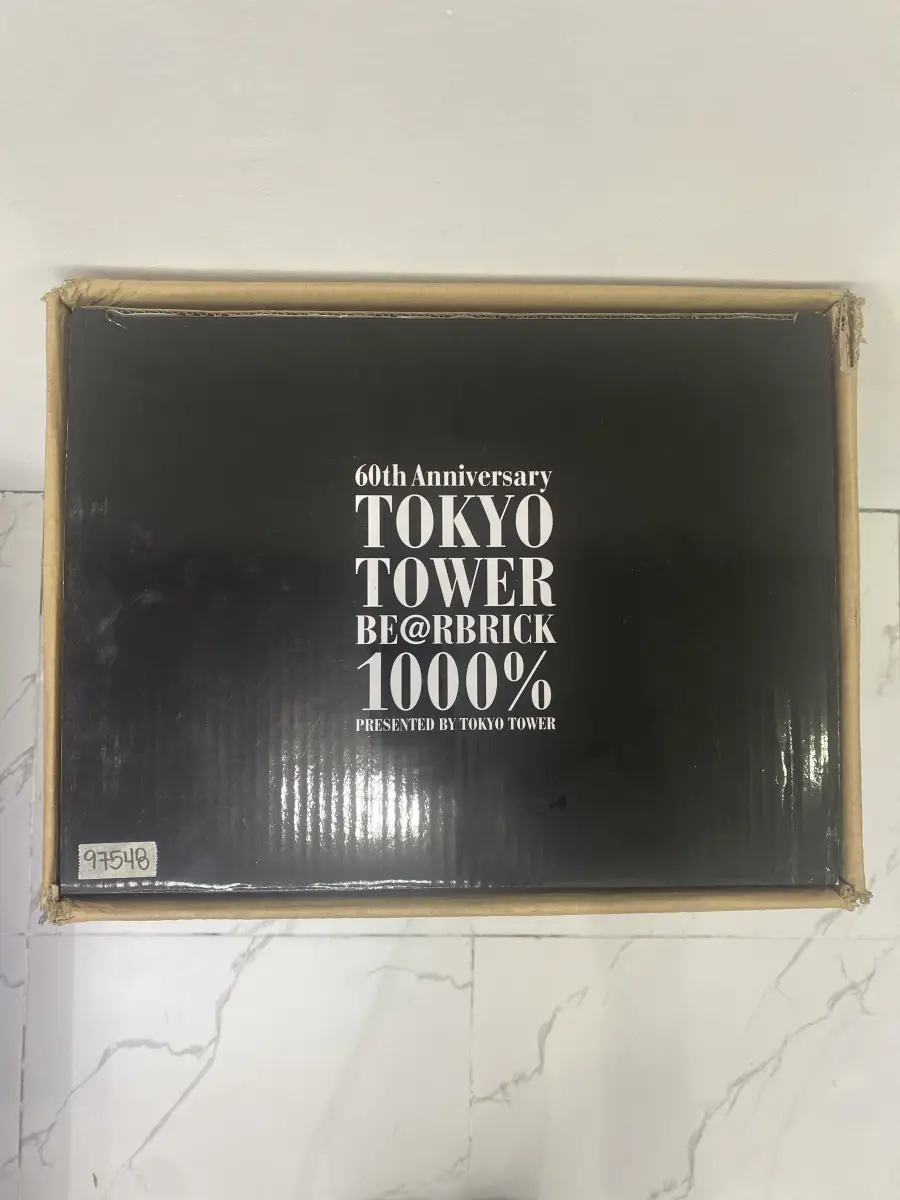 60th Anniversary
TOKYO
TOWER
BE@RBRICK
1000%
PRESENTED BY TOKYO TOWER
97548